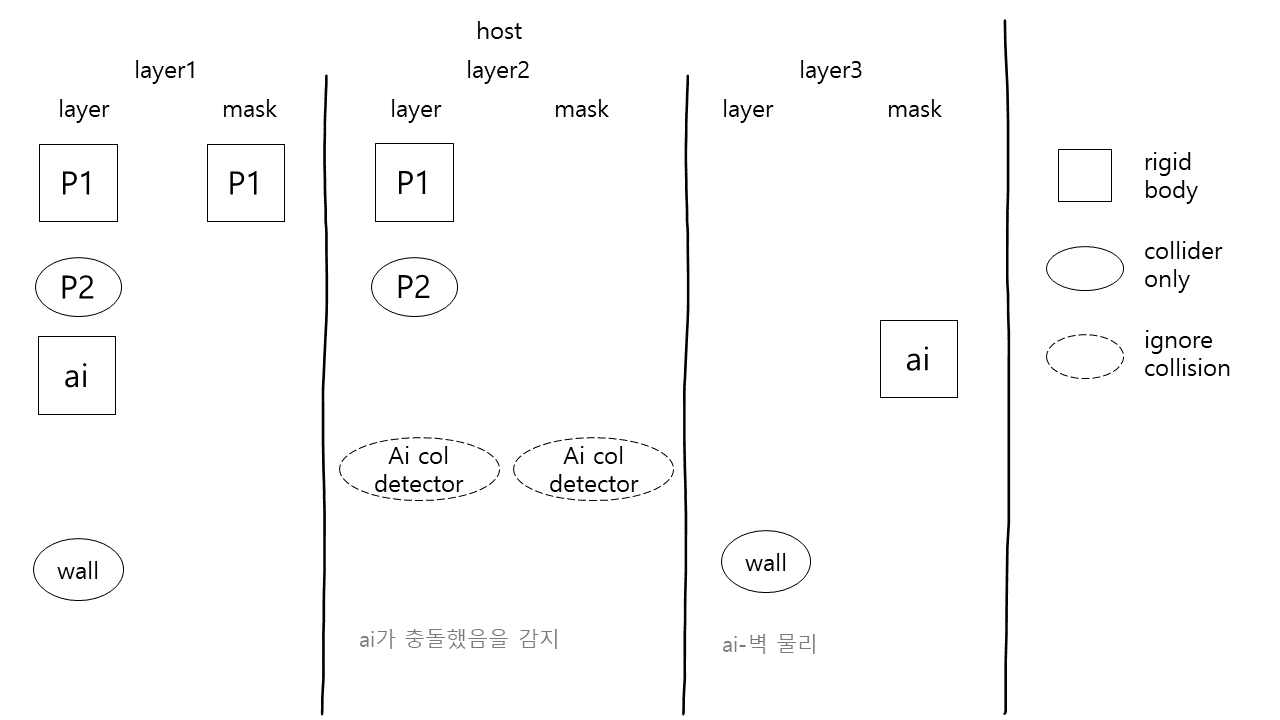 host
layer1
layer2
layer3
layer mask
layer mask
layer mask
P1 P1
P1
P2
P2
ai
ai
Ai col
detector
Ai col
detector
wall
wall
ai가 충돌했음을 감지
ai-벽 물리
rigid
body
collider
only
ignore
collision